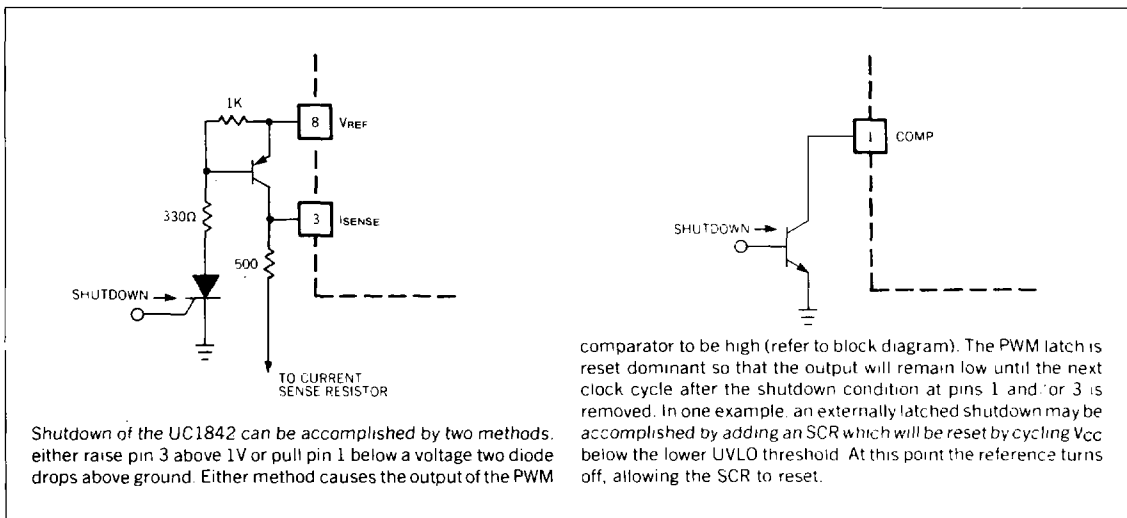 1K
8 VREF
330Ω
3 ISENSE
500
SHUTDOWN
TO CURRENT
SENSE RESISTOR
Shutdown of the UC1842 can be accomplished by two methods.
either raise pin 3 above 1V or pull pin 1 below a voltage two diode
drops above ground. Either method causes the output of the PWM
1 COMP
SHUTDOWN
comparator to be high (refer to block diagram). The PWM latch is
reset dominant so that the output will remain low until the next
clock cycle after the shutdown condition at pins 1 and/or 3 is
removed. In one example, an externally latched shutdown may be
accomplished by adding an SCR which will be reset by cycling VCC
below the lower UVLO threshold. At this point the reference turns
off, allowing the SCR to reset.